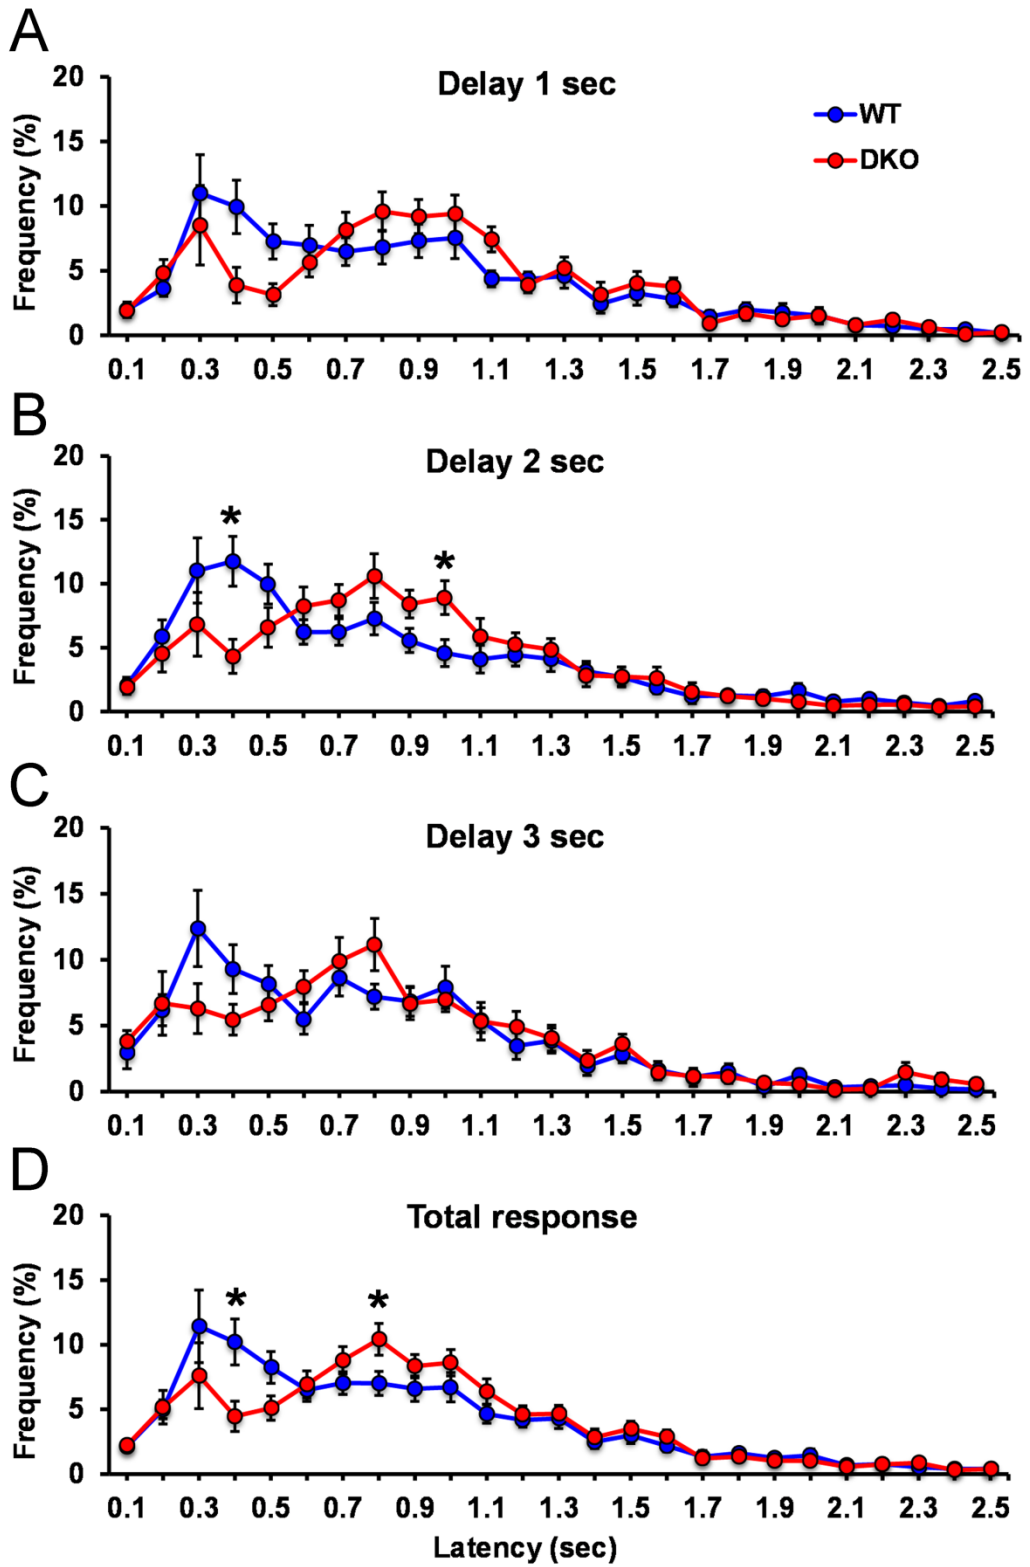 A
Delay 1 sec
WT
DKO
Frequency (%)
20
15
10
5
0
0.1 0.3 0.5 0.7 0.9 1.1 1.3 1.5 1.7 1.9 2.1 2.3 2.5
B
Delay 2 sec
Frequency (%)
20
15
10
5
0
* *
0.1 0.3 0.5 0.7 0.9 1.1 1.3 1.5 1.7 1.9 2.1 2.3 2.5
C
Delay 3 sec
Frequency (%)
20
15
10
5
0
0.1 0.3 0.5 0.7 0.9 1.1 1.3 1.5 1.7 1.9 2.1 2.3 2.5
D
Total response
Frequency (%)
20
15
10
5
0
* *
0.1 0.3 0.5 0.7 0.9 1.1 1.3 1.5 1.7 1.9 2.1 2.3 2.5
Latency (sec)